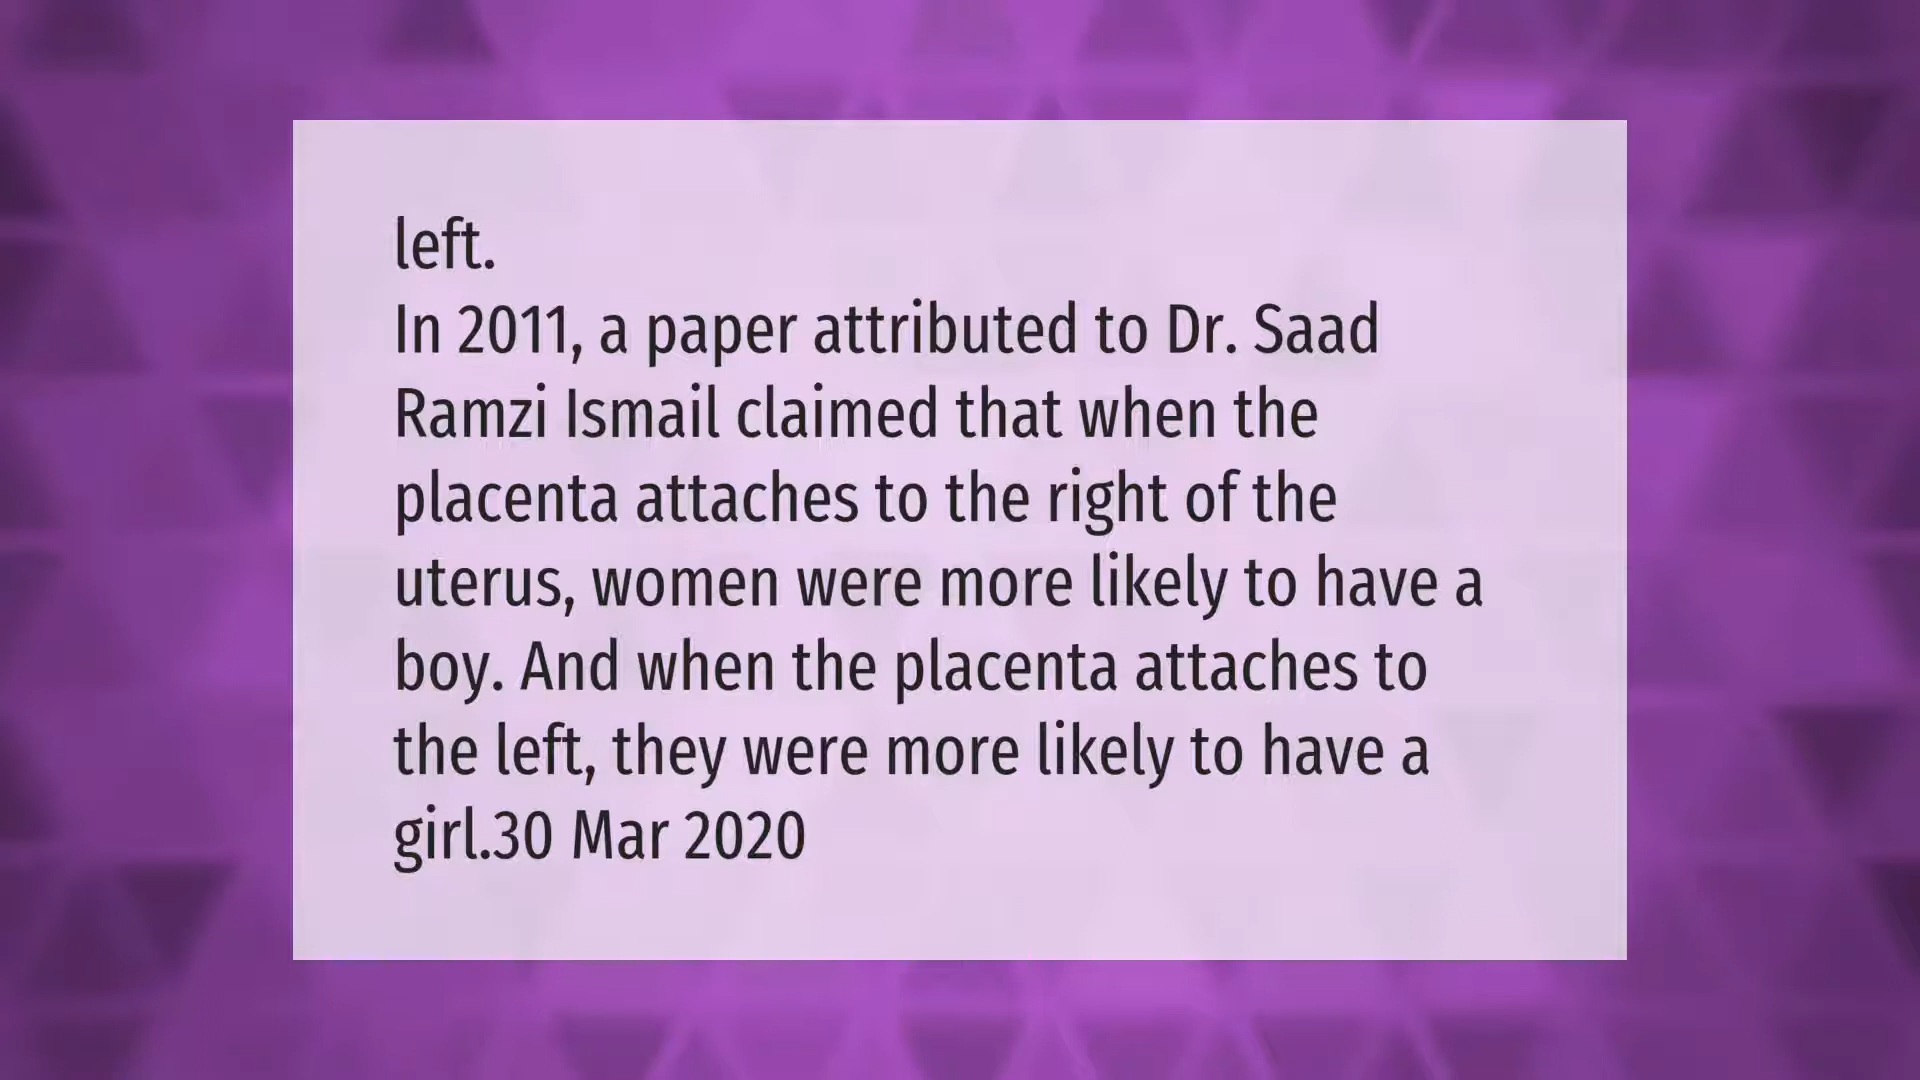 left.
In 2011, a paper attributed to Dr. Saad
Ramzi Ismail claimed that when the
placenta attaches to the right of the
uterus, women were more likely to have a
boy. And when the placenta attaches to
the left, they were more likely to have a
girl.30 Mar 2020